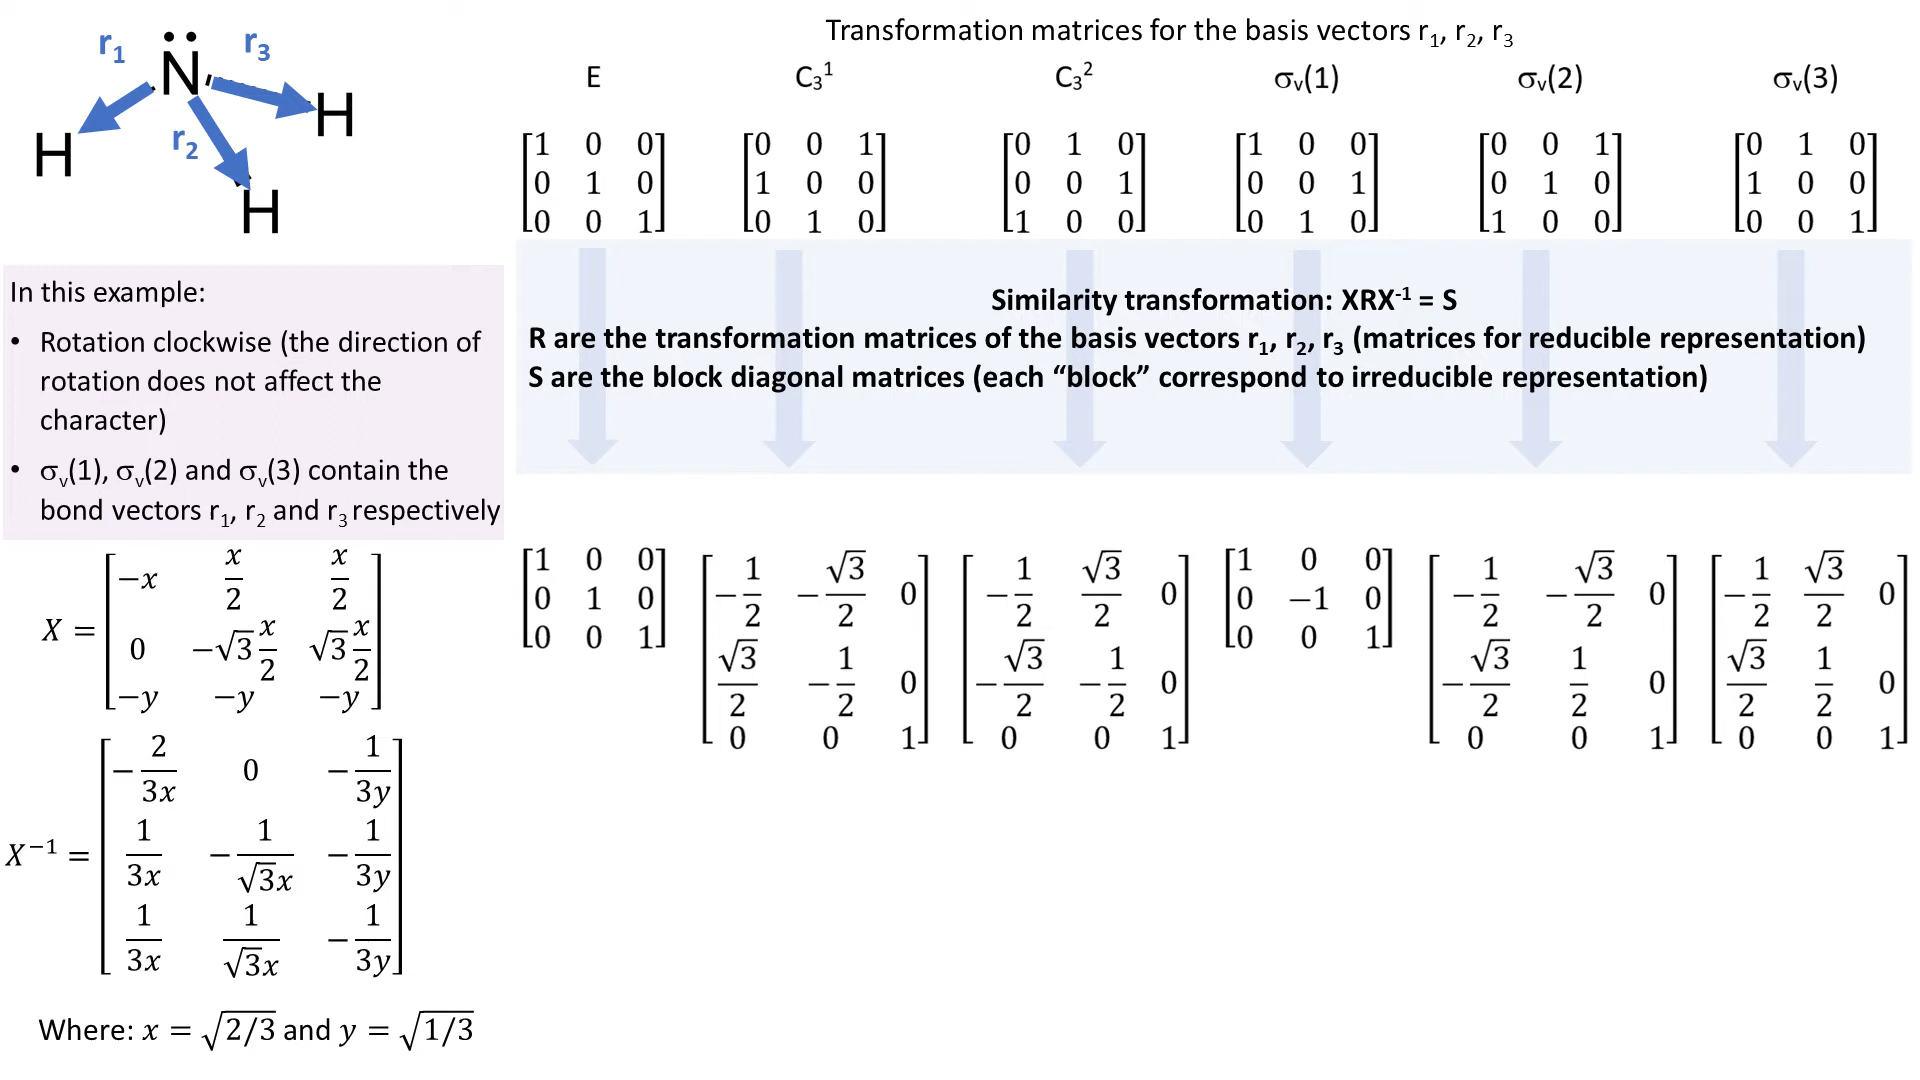 r₁ N r₃
H r₂ H
H
Transformation matrices for the basis vectors r₁, r₂, r₃
E C₃¹ C₃² σᵥ(1) σᵥ(2) σᵥ(3)
[1 0 0] [0 0 1] [0 1 0] [1 0 0] [0 0 1] [0 1 0]
[0 1 0] [1 0 0] [0 0 1] [0 0 1] [0 1 0] [1 0 0]
[0 0 1] [0 1 0] [1 0 0] [0 1 0] [1 0 0] [0 0 1]
Similarity transformation: XRX⁻¹ = S
R are the transformation matrices of the basis vectors r₁, r₂, r₃ (matrices for reducible representation)
S are the block diagonal matrices (each “block” correspond to irreducible representation)
In this example:
• Rotation clockwise (the direction of
rotation does not affect the
character)
• σᵥ(1), σᵥ(2) and σᵥ(3) contain the
bond vectors r₁, r₂ and r₃ respectively
[1 0 0] [−1/2 −√3/2 0] [−1/2 √3/2 0] [1 0 0] [−1/2 −√3/2 0] [−1/2 √3/2 0]
[0 1 0] [√3/2 −1/2 0] [−√3/2 −1/2 0] [0 −1 0] [−√3/2 1/2 0] [√3/2 1/2 0]
[0 0 1] [0 0 1] [0 0 1] [0 0 1] [0 0 1] [0 0 1]
X = [−x x/2 x/2]
[0 −√3 x/2 √3 x/2]
[−y −y −y]
X⁻¹ = [−2/3x 0 −1/3y]
[1/3x −1/√3x −1/3y]
[1/3x 1/√3x −1/3y]
Where: x = √2/3 and y = √1/3